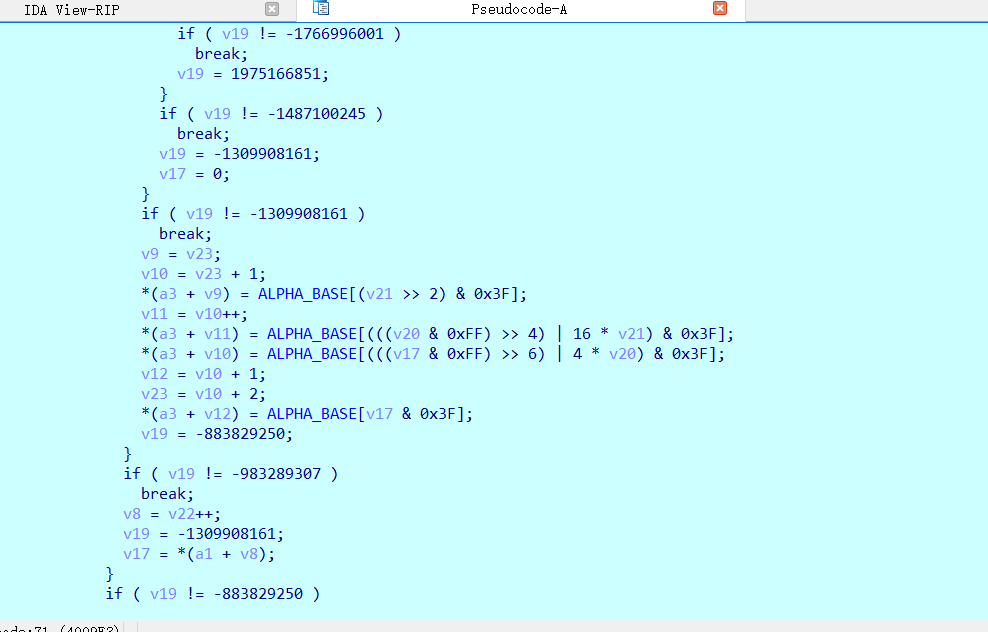 IDA View-RIP Pseudocode-A
if ( v19 != -1766996001 )
break;
v19 = 1975166851;
}
if ( v19 != -1487100245 )
break;
v19 = -1309908161;
v17 = 0;
}
if ( v19 != -1309908161 )
break;
v9 = v23;
v10 = v23 + 1;
*(a3 + v9) = ALPHA_BASE[(v21 >> 2) & 0x3F];
v11 = v10++;
*(a3 + v11) = ALPHA_BASE[(((v20 & 0xFF) >> 4) | 16 * v21) & 0x3F];
*(a3 + v10) = ALPHA_BASE[(((v17 & 0xFF) >> 6) | 4 * v20) & 0x3F];
v12 = v10 + 1;
v23 = v10 + 2;
*(a3 + v12) = ALPHA_BASE[v17 & 0x3F];
v19 = -883829250;
}
if ( v19 != -983289307 )
break;
v8 = v22++;
v19 = -1309908161;
v17 = *(a1 + v8);
}
if ( v19 != -883829250 )